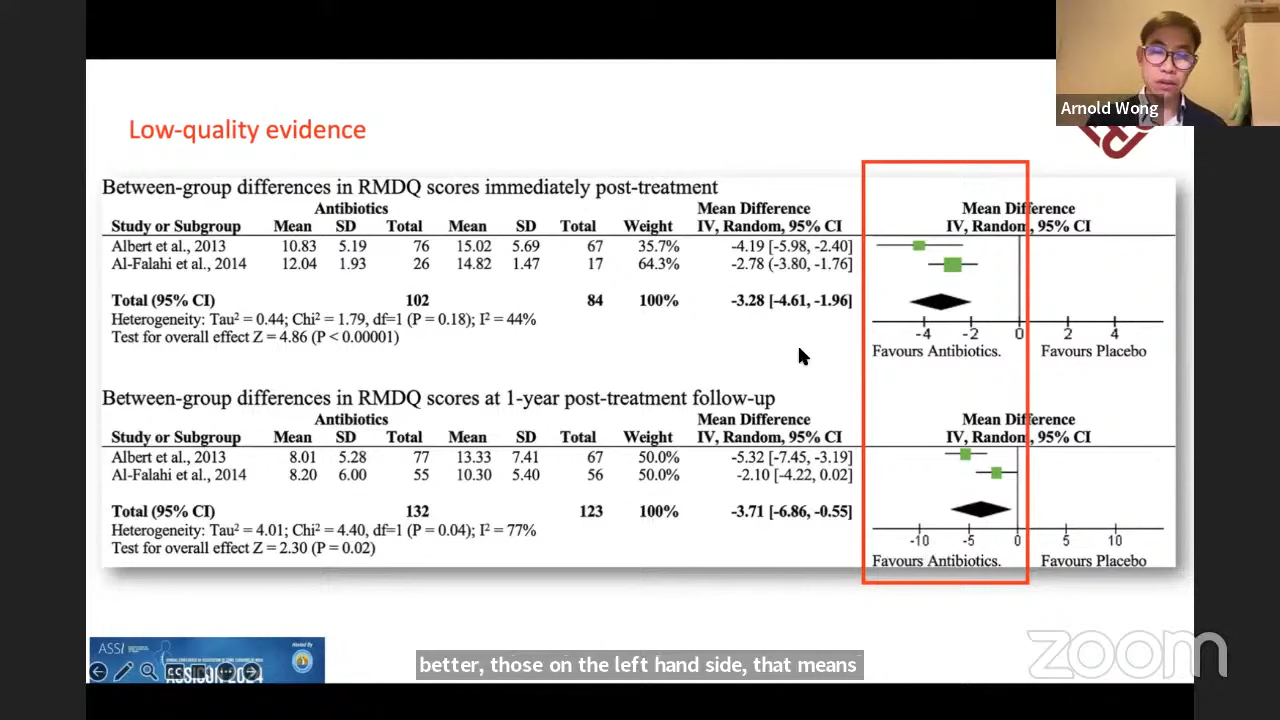 Arnold Wong
Low-quality evidence
Between-group differences in RMDQ scores immediately post-treatment
Antibiotics Mean Difference Mean Difference
Study or Subgroup Mean SD Total Mean SD Total Weight IV, Random, 95% CI IV, Random, 95% CI
Albert et al., 2013 10.83 5.19 76 15.02 5.69 67 35.7% -4.19 [-5.98, -2.40]
Al-Falahi et al., 2014 12.04 1.93 26 14.82 1.47 17 64.3% -2.78 (-3.80, -1.76]
Total (95% CI) 102 84 100% -3.28 [-4.61, -1.96]
Heterogeneity: Tau² = 0.44; Chi² = 1.79, df=1 (P = 0.18); I² = 44%
Test for overall effect Z = 4.86 (P < 0.00001)
-4 -2 0 2 4
Favours Antibiotics. Favours Placebo
Between-group differences in RMDQ scores at 1-year post-treatment follow-up
Antibiotics Mean Difference Mean Difference
Study or Subgroup Mean SD Total Mean SD Total Weight IV, Random, 95% CI IV, Random, 95% CI
Albert et al., 2013 8.01 5.28 77 13.33 7.41 67 50.0% -5.32 [-7.45, -3.19]
Al-Falahi et al., 2014 8.20 6.00 55 10.30 5.40 56 50.0% -2.10 [-4.22, 0.02]
Total (95% CI) 132 123 100% -3.71 [-6.86, -0.55]
Heterogeneity: Tau² = 4.01; Chi² = 4.40, df=1 (P = 0.04); I² = 77%
Test for overall effect Z = 2.30 (P = 0.02)
-10 -5 0 5 10
Favours Antibiotics. Favours Placebo
ASSI
Hosted By
ASSICON 2024
better, those on the left hand side, that means
zoom